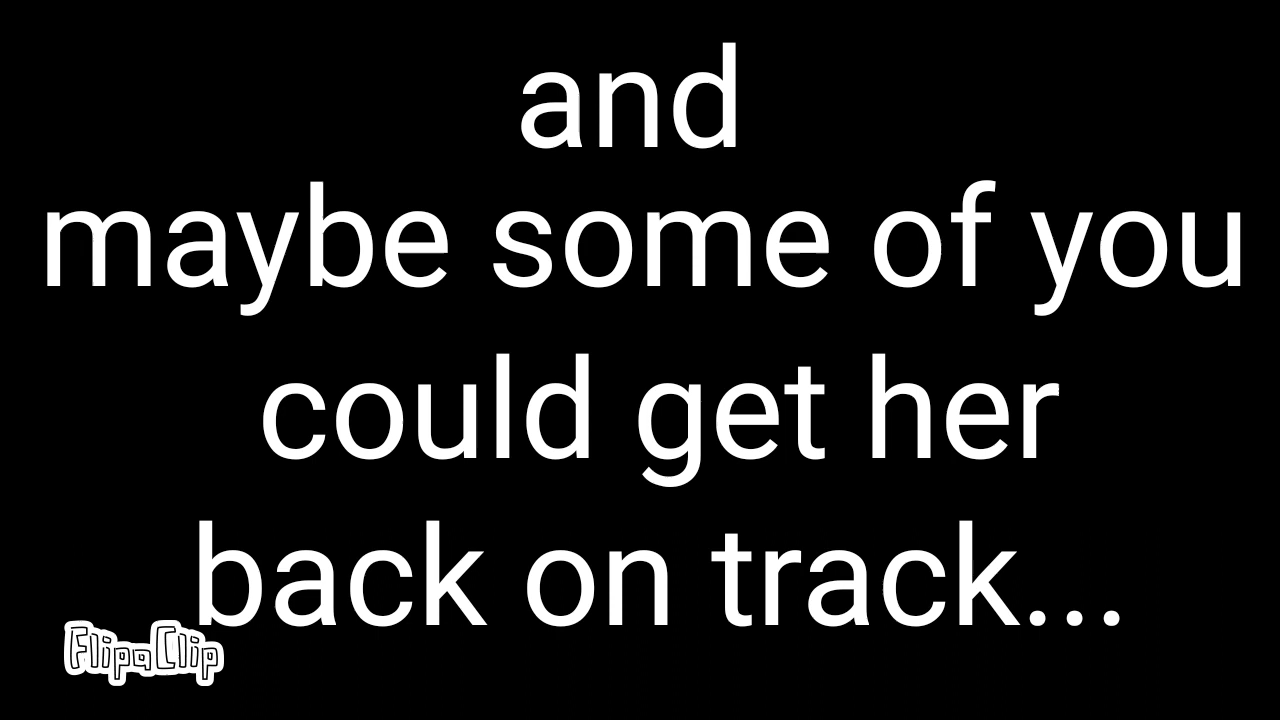 and
maybe some of you
could get her
back on track...
FlipaClip